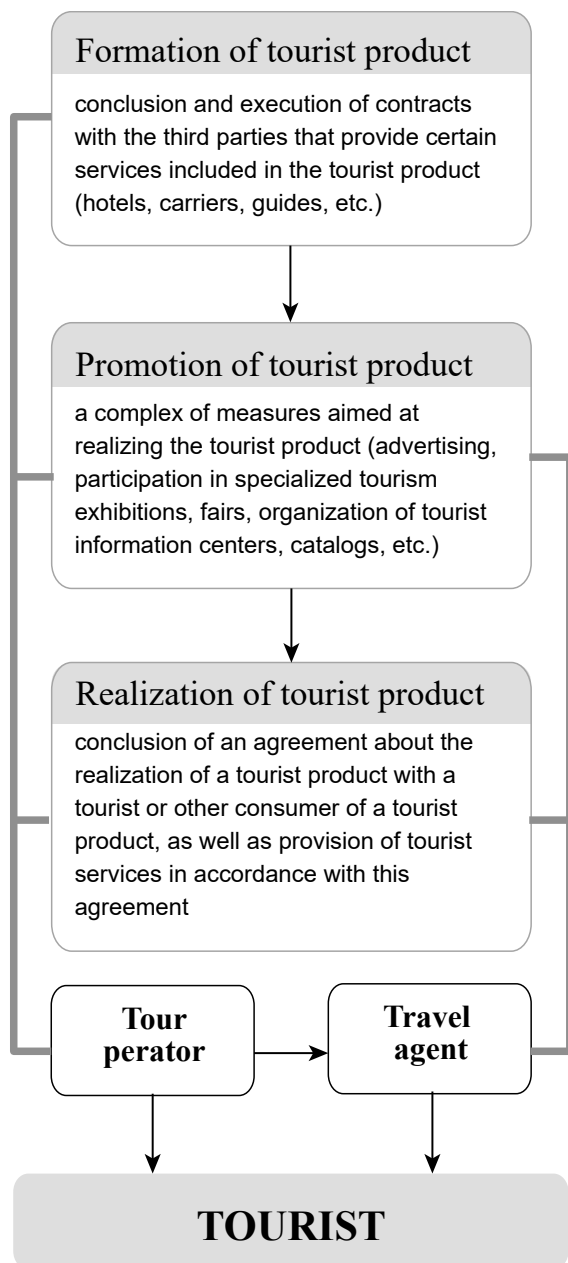 Formation of tourist product
conclusion and execution of contracts
with the third parties that provide certain
services included in the tourist product
(hotels, carriers, guides, etc.)
Promotion of tourist product
a complex of measures aimed at
realizing the tourist product (advertising,
participation in specialized tourism
exhibitions, fairs, organization of tourist
information centers, catalogs, etc.)
Realization of tourist product
conclusion of an agreement about the
realization of a tourist product with a
tourist or other consumer of a tourist
product, as well as provision of tourist
services in accordance with this
agreement
Tour
perator
Travel
agent
TOURIST